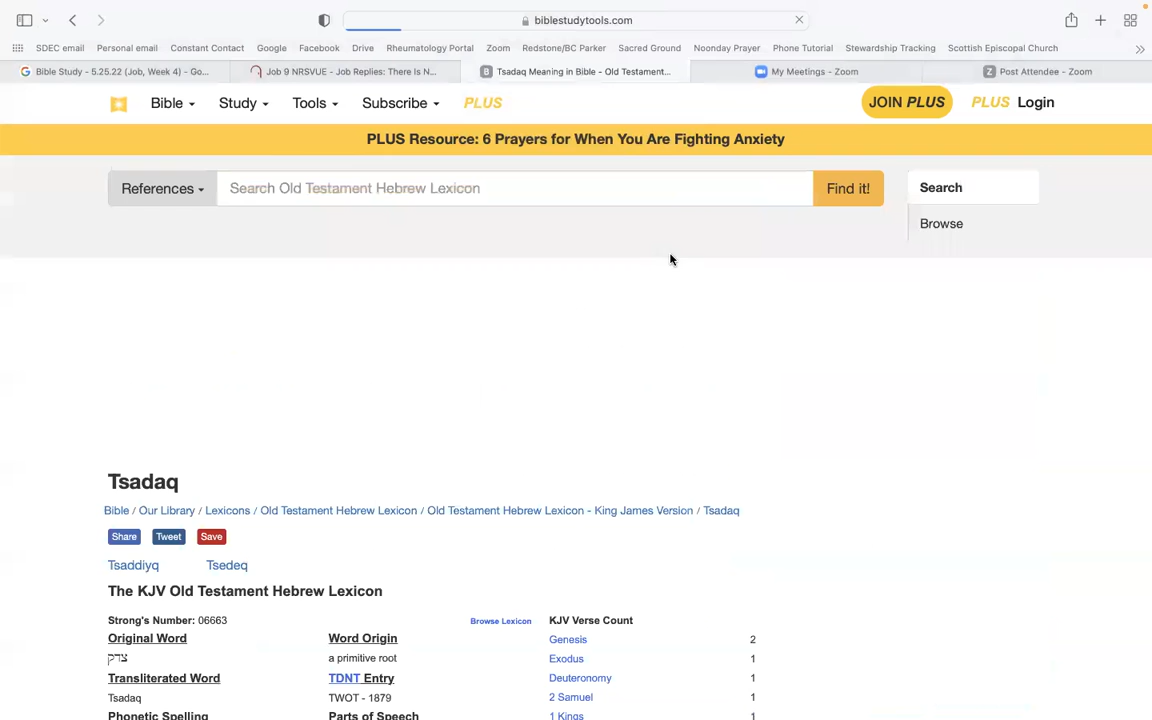 biblestudytools.com
SDEC email Personal email Constant Contact Google Facebook Drive Rheumatology Portal Zoom Redstone/BC Parker Sacred Ground Noonday Prayer Phone Tutorial Stewardship Tracking Scottish Episcopal Church
Bible Study - 5.25.22 (Job, Week 4) - Go... Job 9 NRSVUE - Job Replies: There Is N... Tsadaq Meaning in Bible - Old Testament... My Meetings - Zoom Post Attendee - Zoom
Bible Study Tools Subscribe PLUS JOIN PLUS PLUS Login
PLUS Resource: 6 Prayers for When You Are Fighting Anxiety
References Search Old Testament Hebrew Lexicon Find it! Search
Browse
Tsadaq
Bible / Our Library / Lexicons / Old Testament Hebrew Lexicon / Old Testament Hebrew Lexicon - King James Version / Tsadaq
Share Tweet Save
Tsaddiyq Tsedeq
The KJV Old Testament Hebrew Lexicon
Strong's Number: 06663 Browse Lexicon KJV Verse Count
Original Word Word Origin Genesis 2
צדק a primitive root Exodus 1
Transliterated Word TDNT Entry Deuteronomy 1
Tsadaq TWOT - 1879 2 Samuel 1
Phonetic Spelling Parts of Speech 1 Kings 1